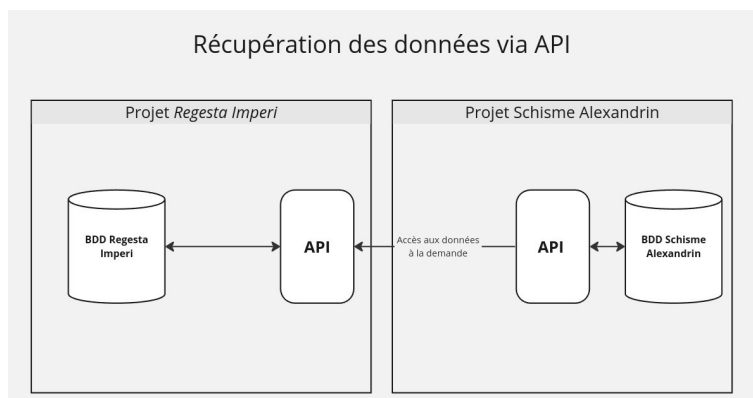 Récupération des données via API
Projet Regesta Imperi
Projet Schisme Alexandrin
BDD Regesta
Imperi
API
Accès aux données
à la demande
API
BDD Schisme
Alexandrin